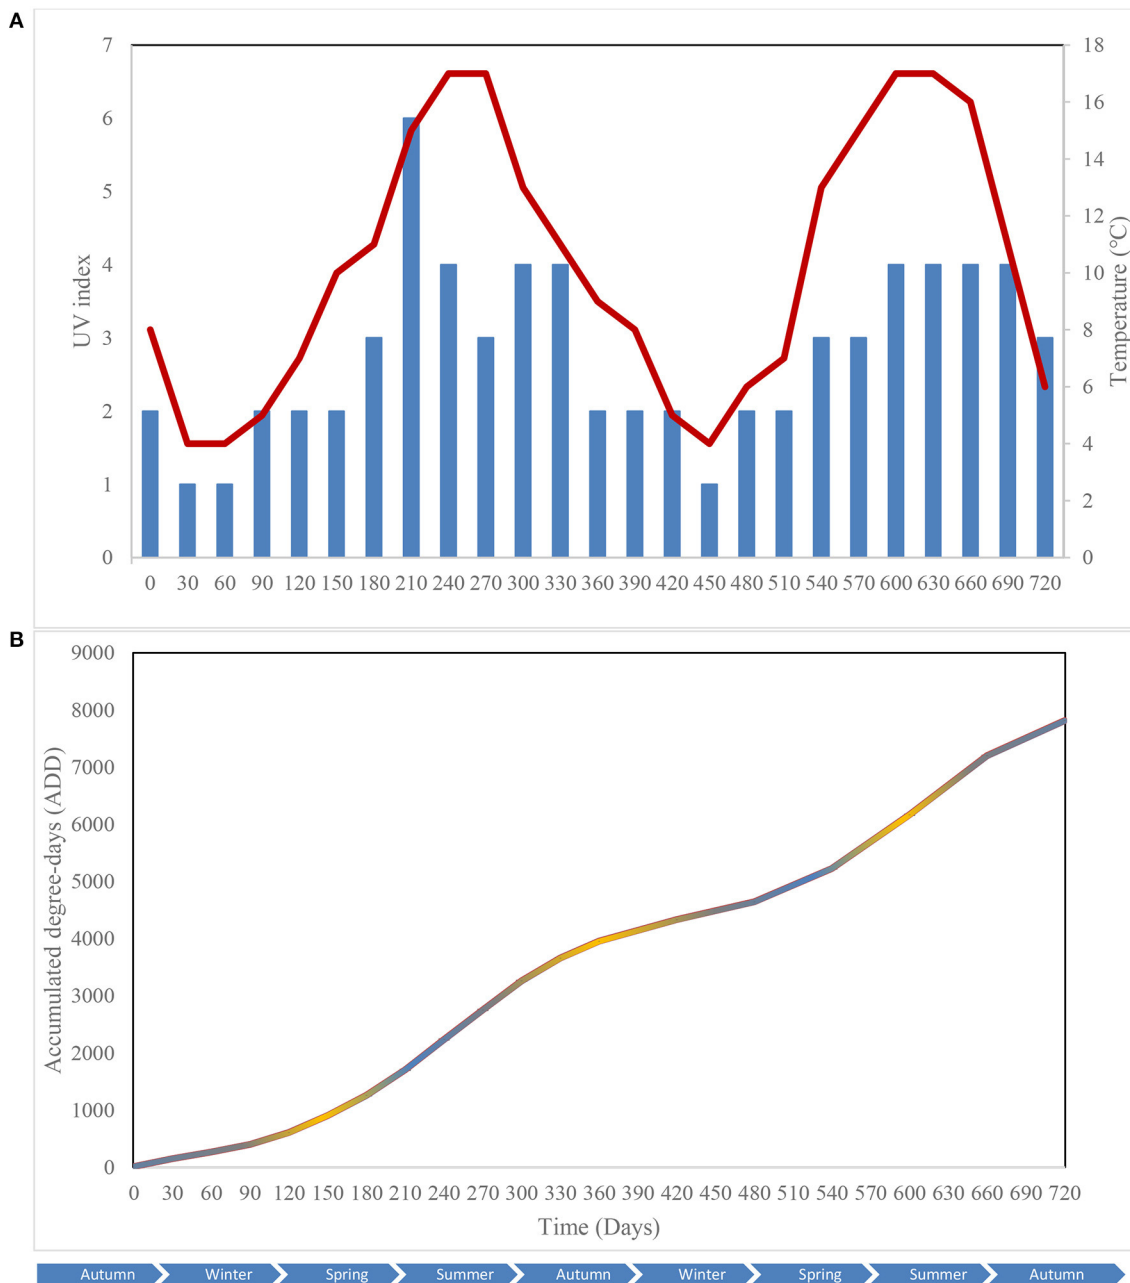 A
7 18
6 16
5 14
4 12
3 10
2 8
1 6
0 4
2
0
UV index
Temperature (°C)
0 30 60 90 120 150 180 210 240 270 300 330 360 390 420 450 480 510 540 570 600 630 660 690 720
B
9000
8000
7000
6000
5000
4000
3000
2000
1000
0
Accumulated degree-days (ADD)
0 30 60 90 120 150 180 210 240 270 300 330 360 390 420 450 480 510 540 570 600 630 660 690 720
Time (Days)
Autumn Winter Spring Summer Autumn Winter Spring Summer Autumn